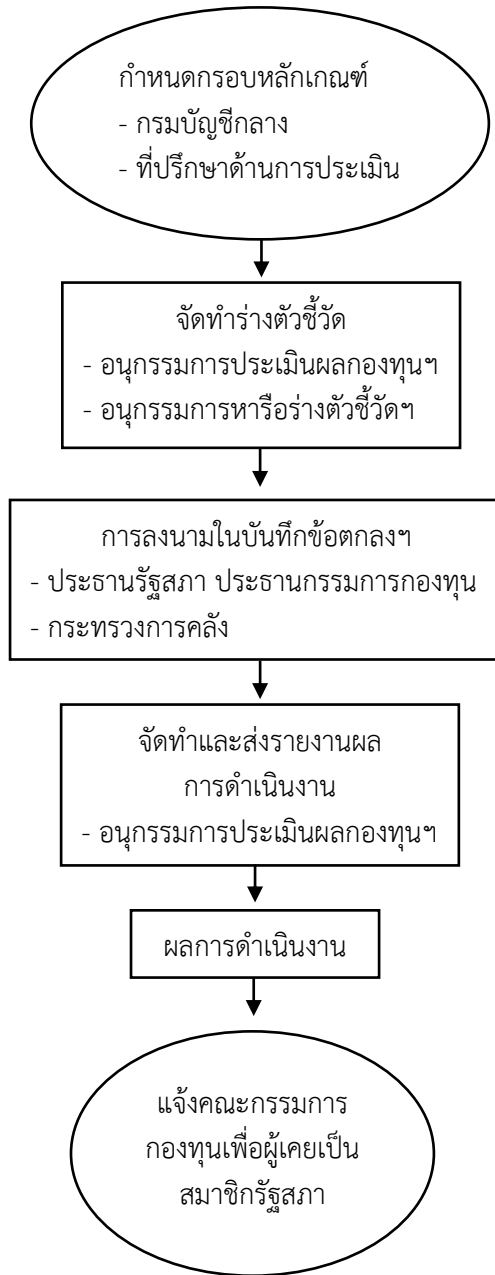 กำหนดกรอบหลักเกณฑ์
- กรมบัญชีกลาง
- ที่ปรึกษาด้านการประเมิน
จัดทำร่างตัวชี้วัด
- อนุกรรมการประเมินผลกองทุนฯ
- อนุกรรมการหารือร่างตัวชี้วัดฯ
การลงนามในบันทึกข้อตกลงฯ
- ประธานรัฐสภา ประธานกรรมการกองทุน
- กระทรวงการคลัง
จัดทำและส่งรายงานผล
การดำเนินงาน
- อนุกรรมการประเมินผลกองทุนฯ
ผลการดำเนินงาน
แจ้งคณะกรรมการ
กองทุนเพื่อผู้เคยเป็น
สมาชิกรัฐสภา